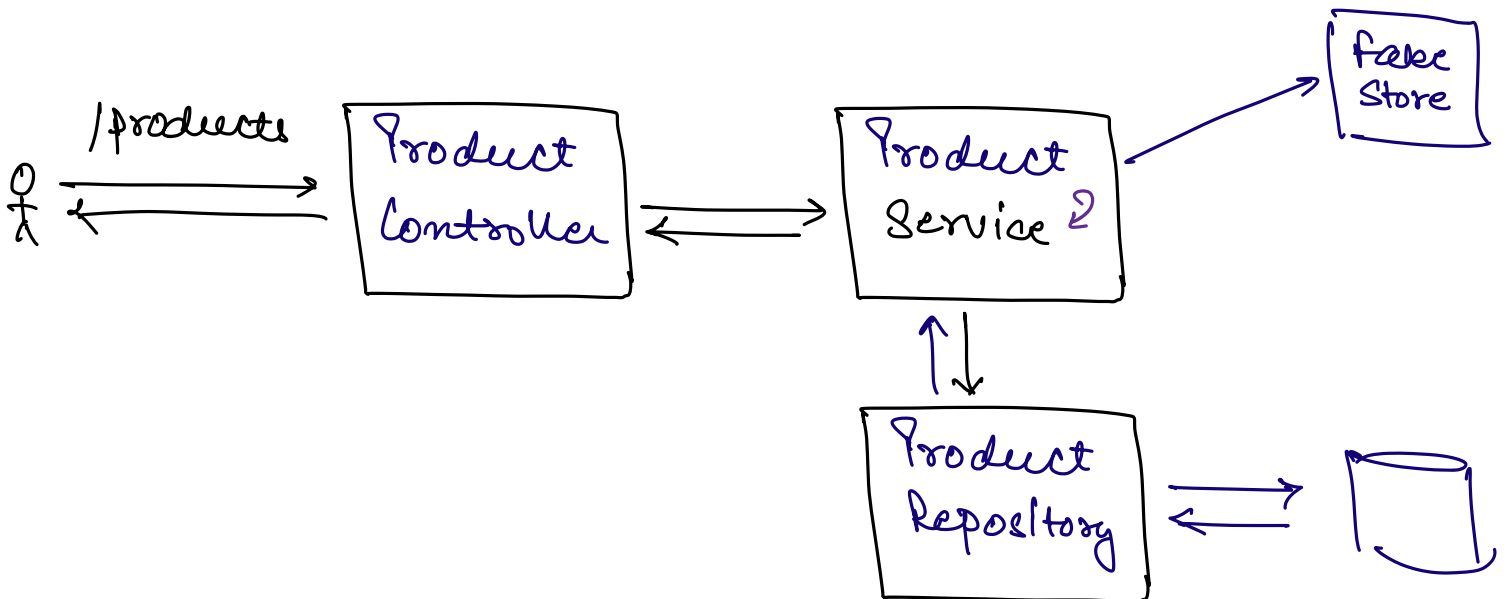 /products
Product
Controller
Product
Service
Fake
Store
Product
Repository